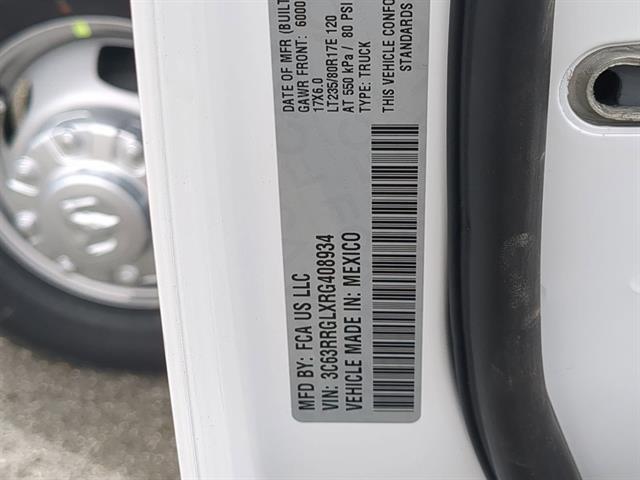 MFD BY: FCA US LLC
VIN: 3C63RRGLXRG408934
VEHICLE MADE IN: MEXICO
DATE OF MFR (BUILT
GAWR FRONT: 6000
17X6.0
LT235/80R17E 120
AT 550 kPa / 80 PSI
TYPE: TRUCK
THIS VEHICLE CONFO
STANDARDS